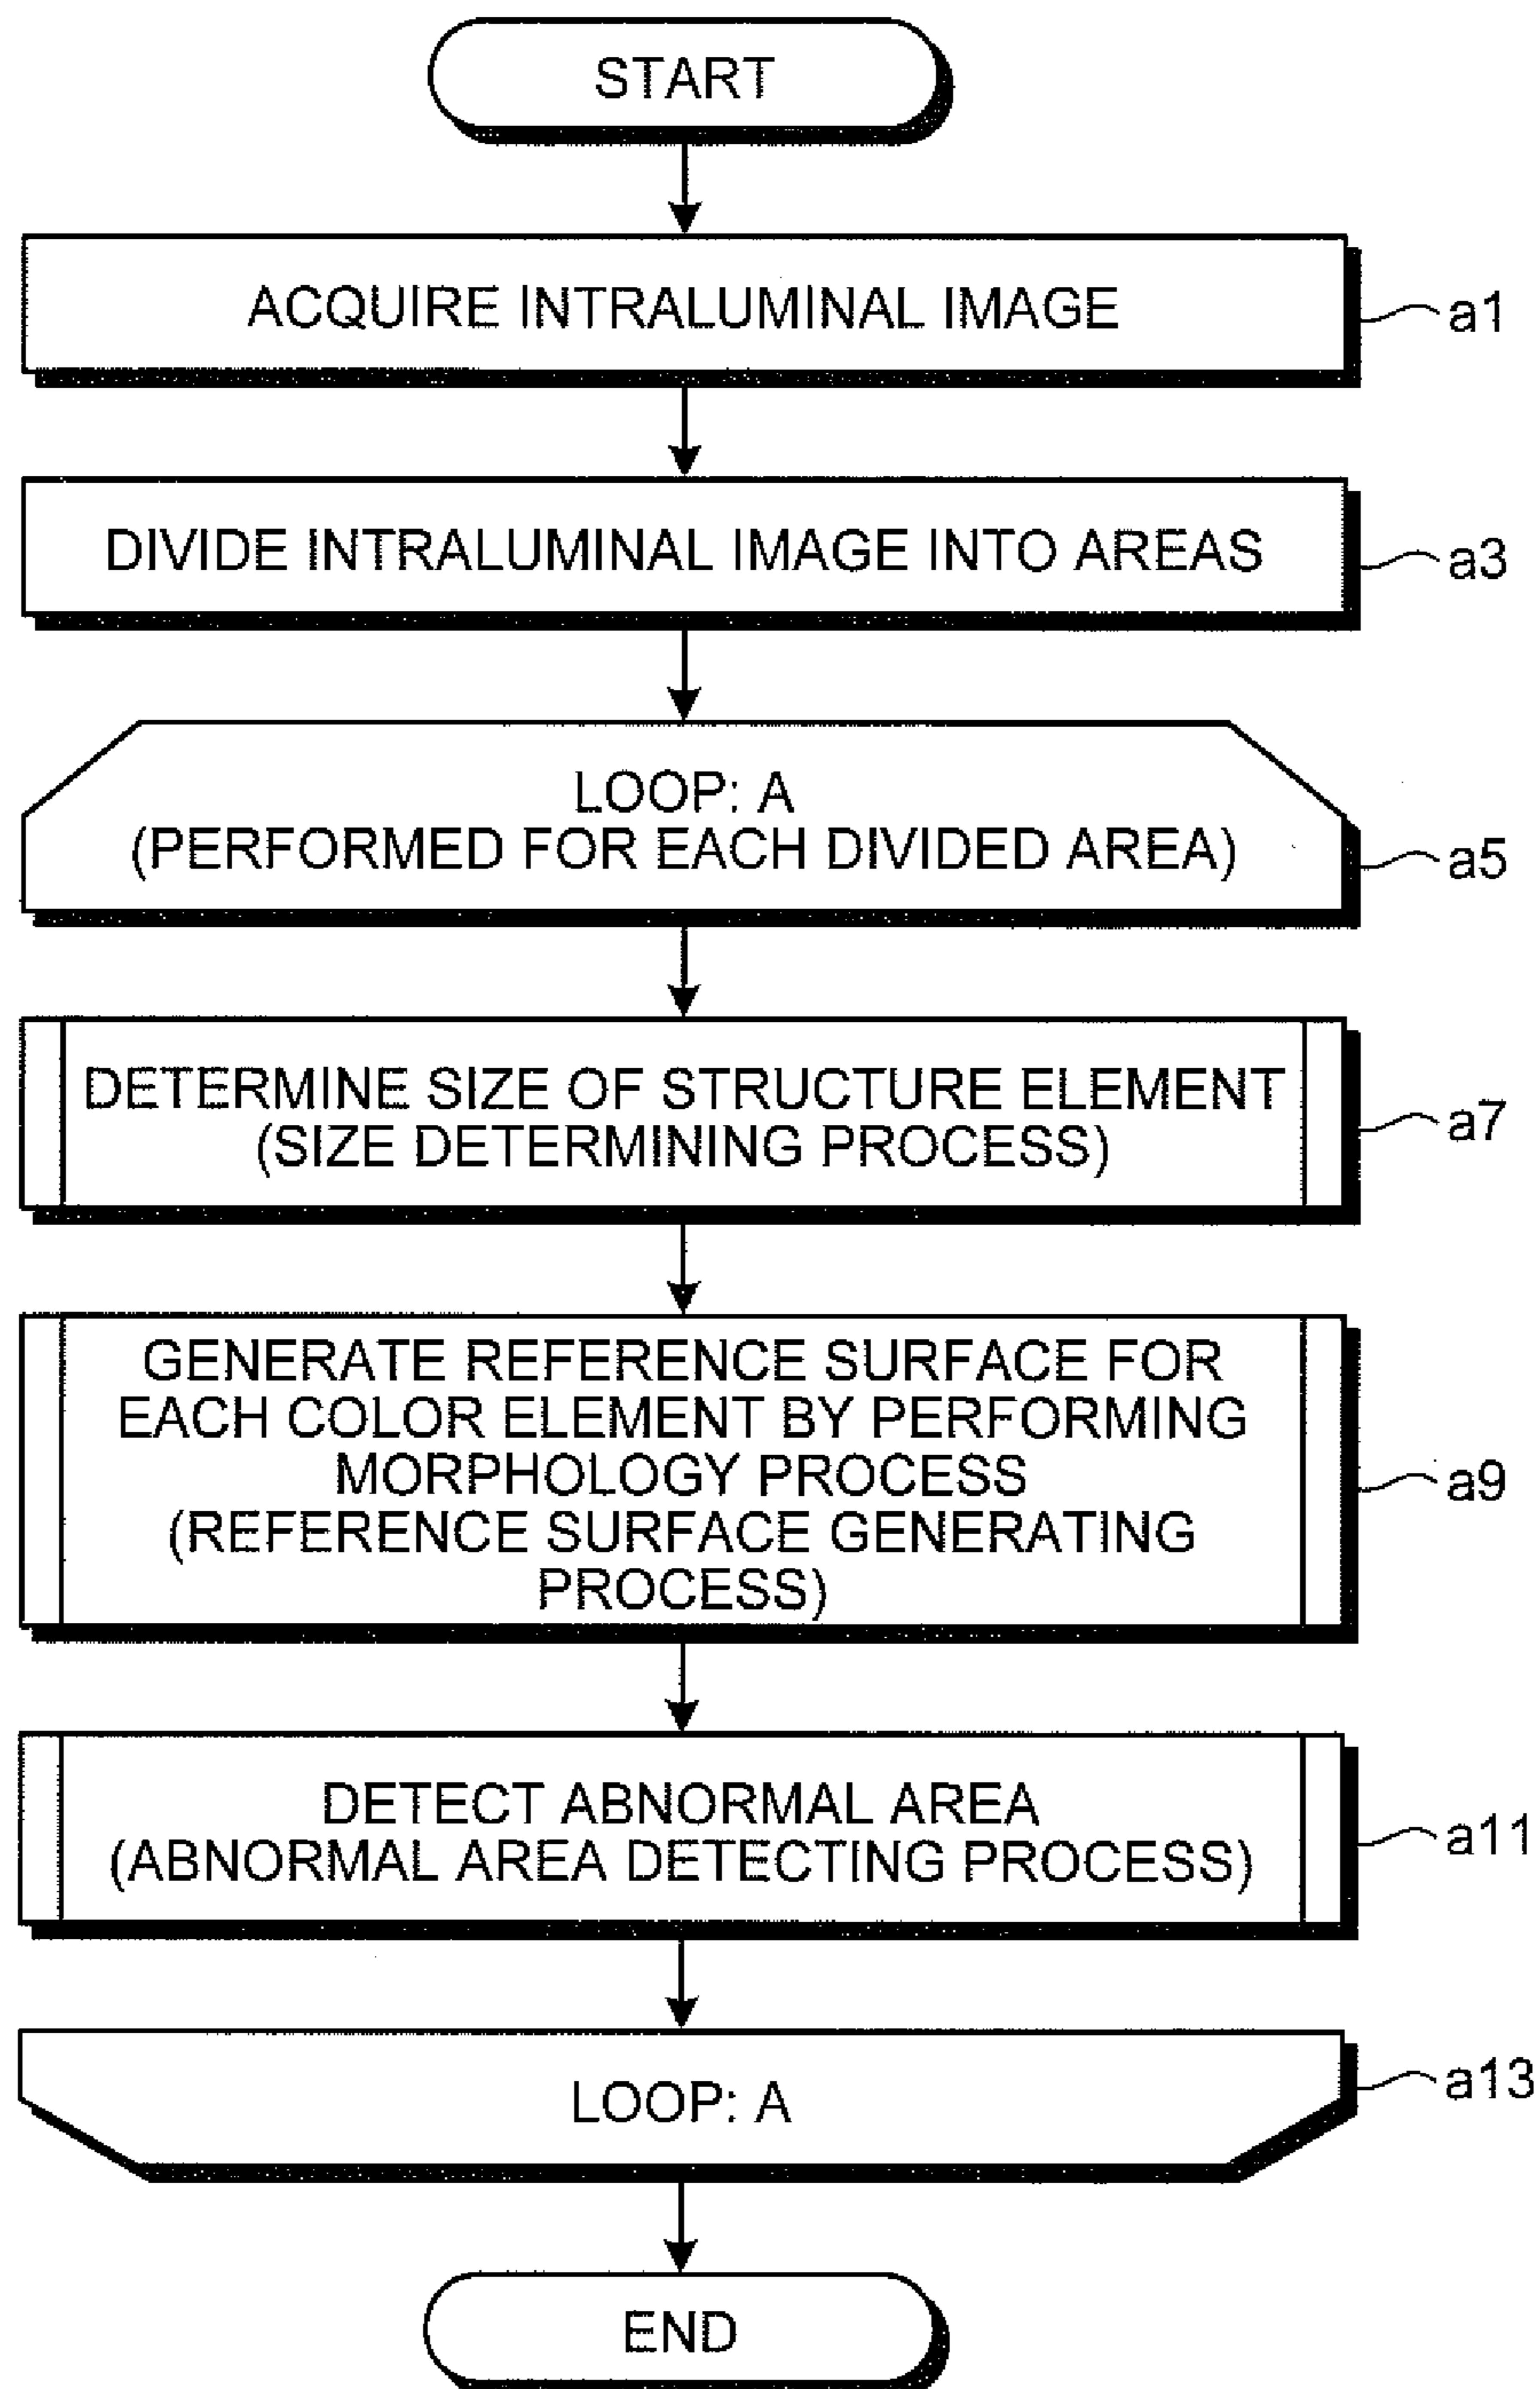 START
ACQUIRE INTRALUMINAL IMAGE
a1
DIVIDE INTRALUMINAL IMAGE INTO AREAS
a3
LOOP: A
(PERFORMED FOR EACH DIVIDED AREA)
a5
DETERMINE SIZE OF STRUCTURE ELEMENT
(SIZE DETERMINING PROCESS)
a7
GENERATE REFERENCE SURFACE FOR
EACH COLOR ELEMENT BY PERFORMING
MORPHOLOGY PROCESS
(REFERENCE SURFACE GENERATING
PROCESS)
a9
DETECT ABNORMAL AREA
(ABNORMAL AREA DETECTING PROCESS)
a11
LOOP: A
a13
END